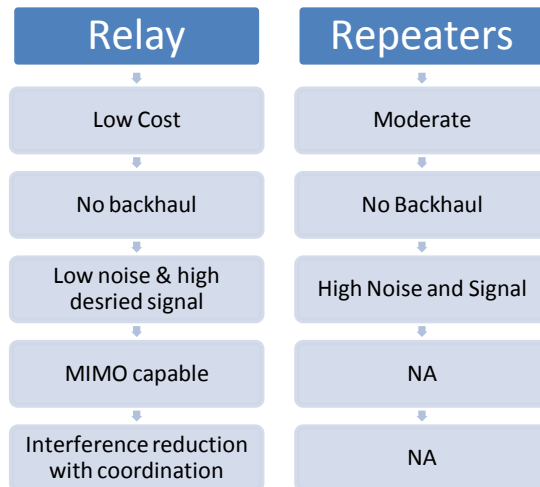 Relay
Low Cost
No backhaul
Low noise & high
desried signal
MIMO capable
Interference reduction
with coordination
Repeaters
Moderate
No Backhaul
High Noise and Signal
NA
NA